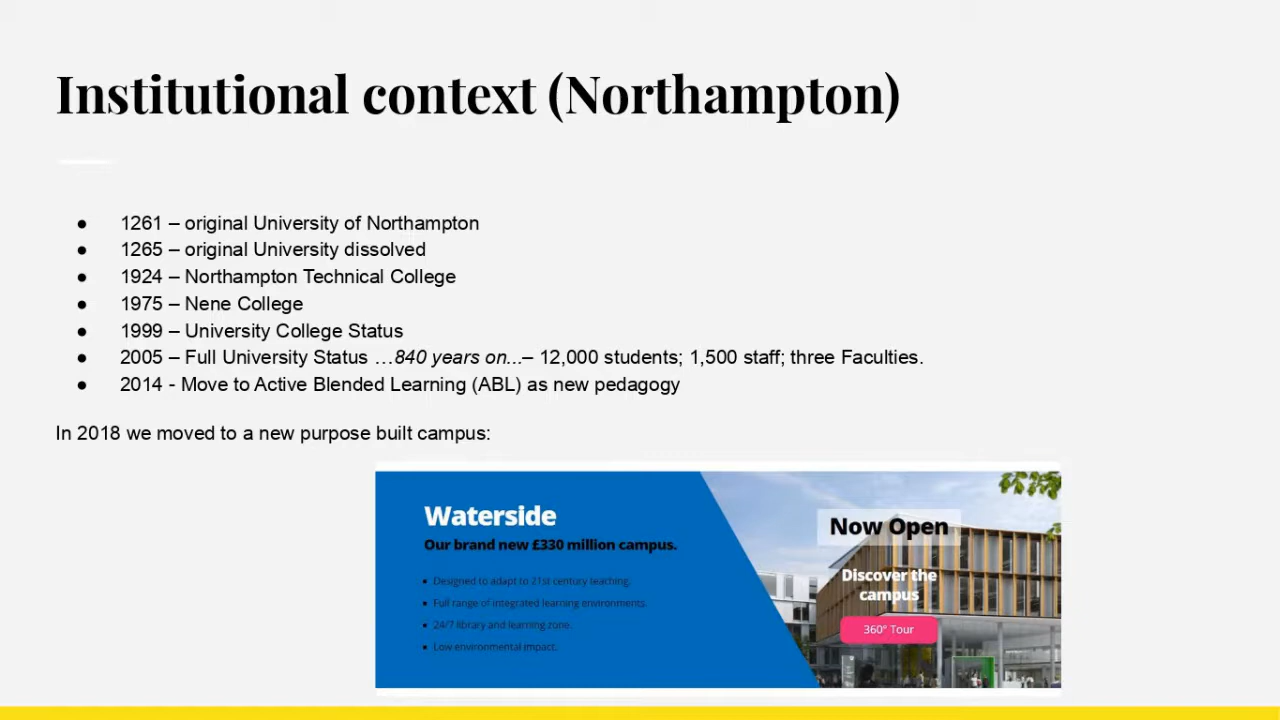 Institutional context (Northampton)
● 1261 – original University of Northampton
● 1265 – original University dissolved
● 1924 – Northampton Technical College
● 1975 – Nene College
● 1999 – University College Status
● 2005 – Full University Status …840 years on...– 12,000 students; 1,500 staff; three Faculties.
● 2014 - Move to Active Blended Learning (ABL) as new pedagogy
In 2018 we moved to a new purpose built campus:
Waterside
Our brand new £330 million campus.
▪ Designed to adapt to 21st century teaching.
▪ Full range of integrated learning environments.
▪ 24/7 library and learning zone.
▪ Low environmental impact.
Now Open
Discover the
campus
360° Tour